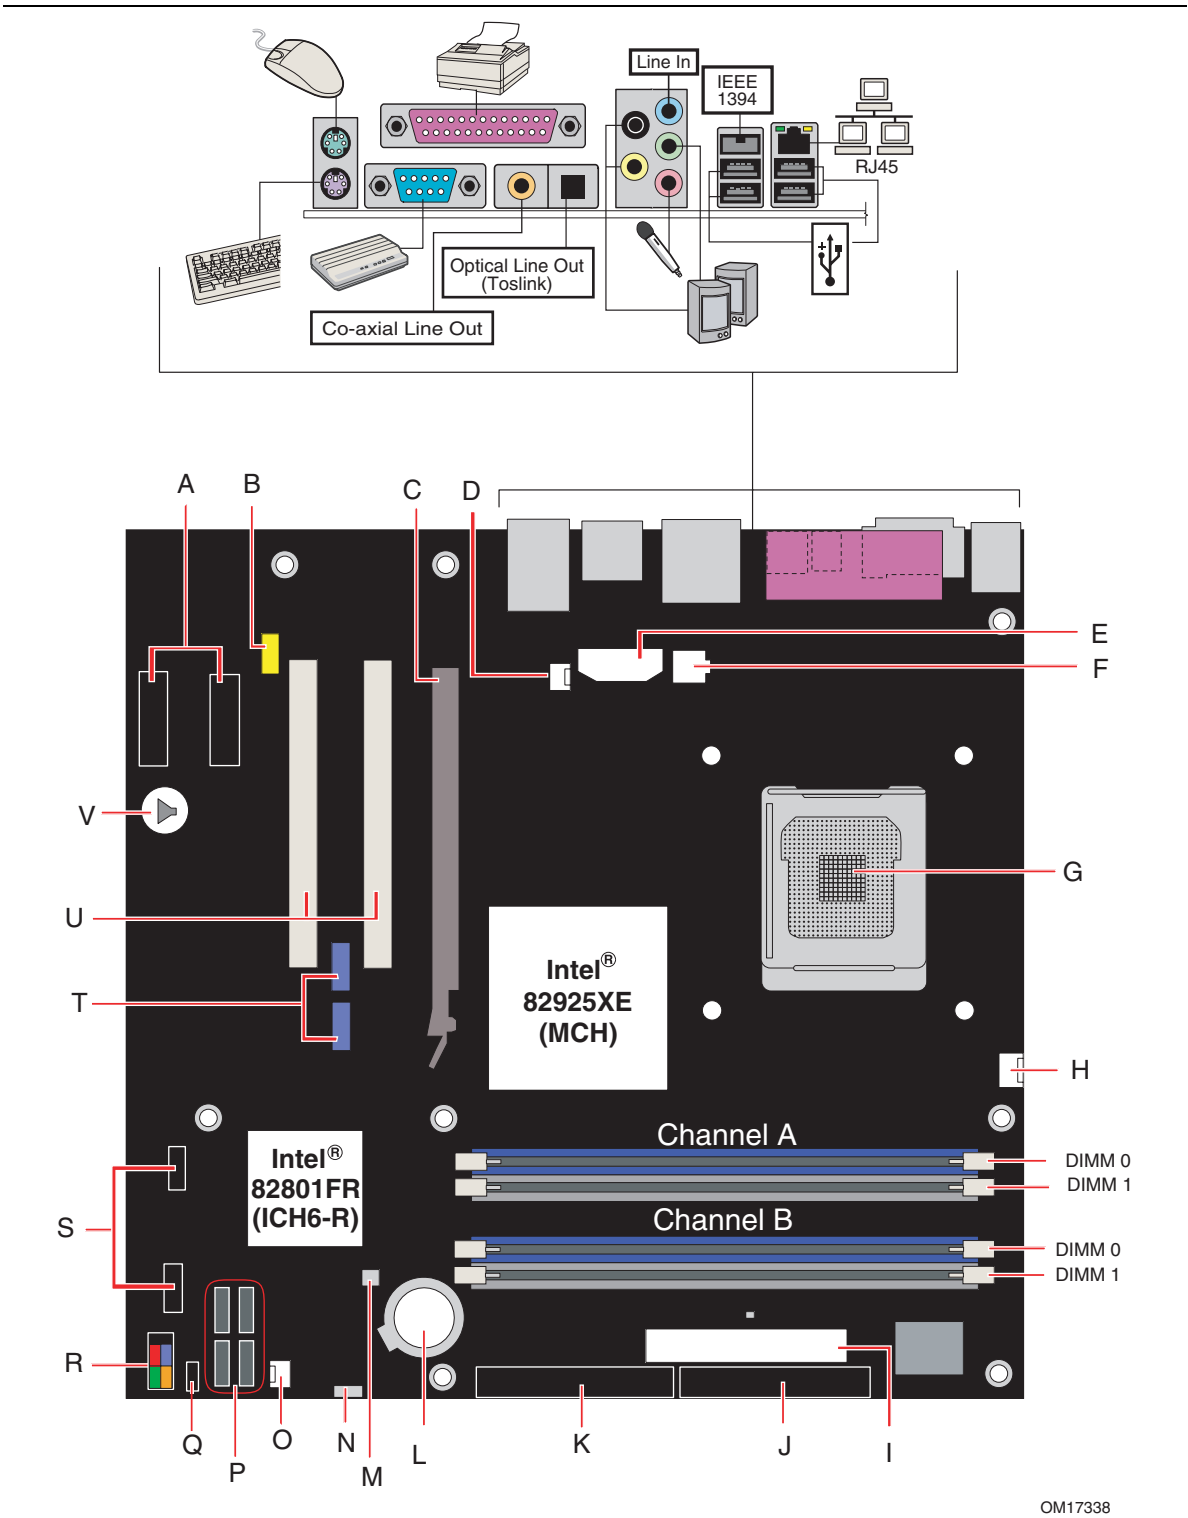 Line In
IEEE
1394
RJ45
Optical Line Out
(Toslink)
Co-axial Line Out
A
B
C
D
E
F
V
G
U
Intel®
82925XE
(MCH)
T
H
Channel A
Intel®
82801FR
(ICH6-R)
DIMM 0
DIMM 1
Channel B
S
DIMM 0
DIMM 1
R
Q
P
O
N
M
L
K
J
I
OM17338